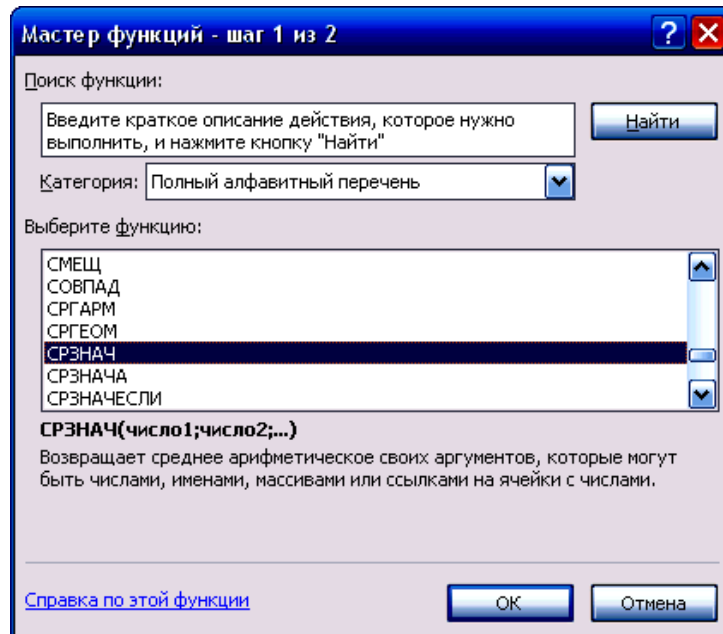 Мастер функций - шаг 1 из 2
Поиск функции:
Введите краткое описание действия, которое нужно
выполнить, и нажмите кнопку "Найти"
Найти
Категория: Полный алфавитный перечень
Выберите функцию:
СМЕЩ
СОВПАД
СРГАРМ
СРГЕОМ
СРЗНАЧ
СРЗНАЧА
СРЗНАЧЕСЛИ
СРЗНАЧ(число1;число2;...)
Возвращает среднее арифметическое своих аргументов, которые могут
быть числами, именами, массивами или ссылками на ячейки с числами.
Справка по этой функции
ОК
Отмена